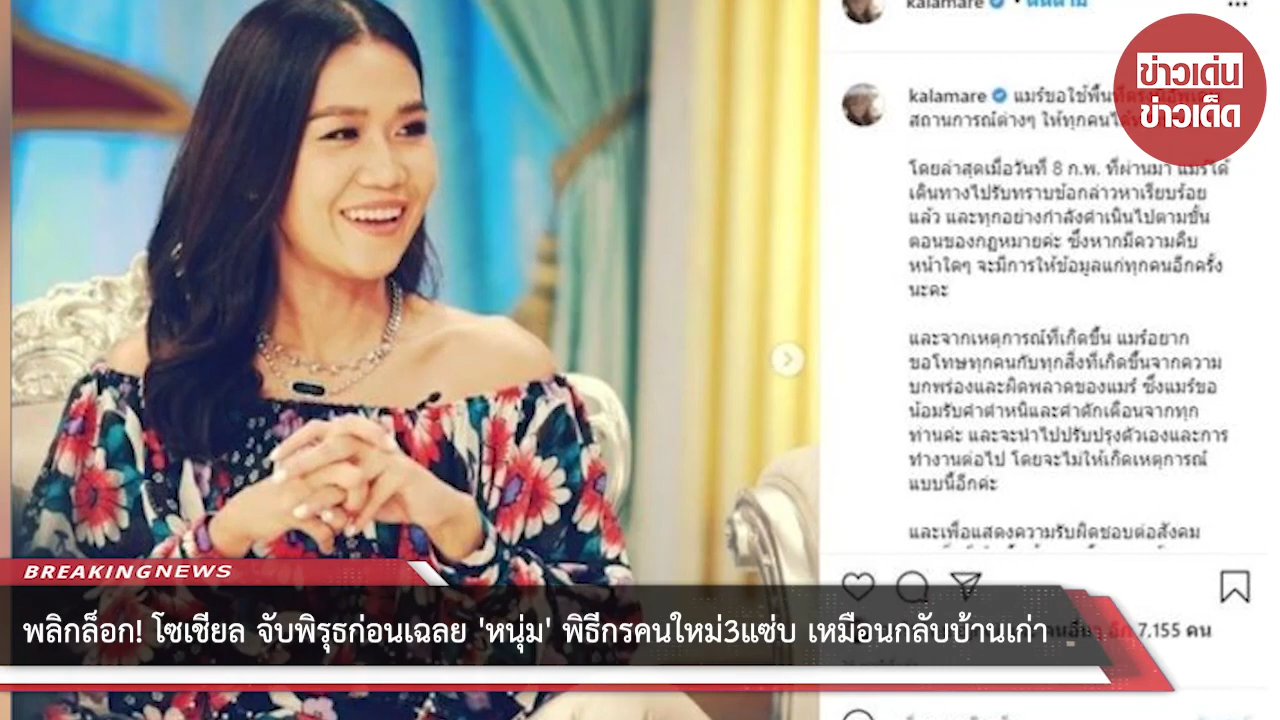 kalamare
ข่าวเด่น
ข่าวเด็ด
kalamare แมร์ขอใช้พื้นที่ตรงนี้อัพเดต
สถานการณ์ต่างๆ ให้ทุกคนได้
โดยล่าสุดเมื่อวันที่ 8 ก.พ. ที่ผ่านมา แมร์ได้
เดินทางไปรับทราบข้อกล่าวหาเรียบร้อย
แล้ว และทุกอย่างกำลังดำเนินไปตามขั้น
ตอนของกฎหมายค่ะ ซึ่งหากมีความคืบ
หน้าใดๆ จะมีการให้ข้อมูลแก่ทุกคนอีกครั้ง
นะคะ
และจากเหตุการณ์ที่เกิดขึ้น แมร์อยาก
ขอโทษทุกคนกับทุกสิ่งที่เกิดขึ้นจากความ
บกพร่องและผิดพลาดของแมร์ ซึ่งแมร์ขอ
น้อมรับคำตำหนิและคำตักเตือนจากทุก
ท่านค่ะ และจะนำไปปรับปรุงตัวเองและการ
ทำงานต่อไป โดยจะไม่ให้เกิดเหตุการณ์
แบบนี้อีกค่ะ
และเพื่อแสดงความรับผิดชอบต่อสังคม
BREAKING NEWS
พลิกล็อก! โซเชียล จับพิรุธก่อนเฉลย 'หนุ่ม' พิธีกรคนใหม่3แซ่บ เหมือนกลับบ้านเก่า
อีก 7,155 คน